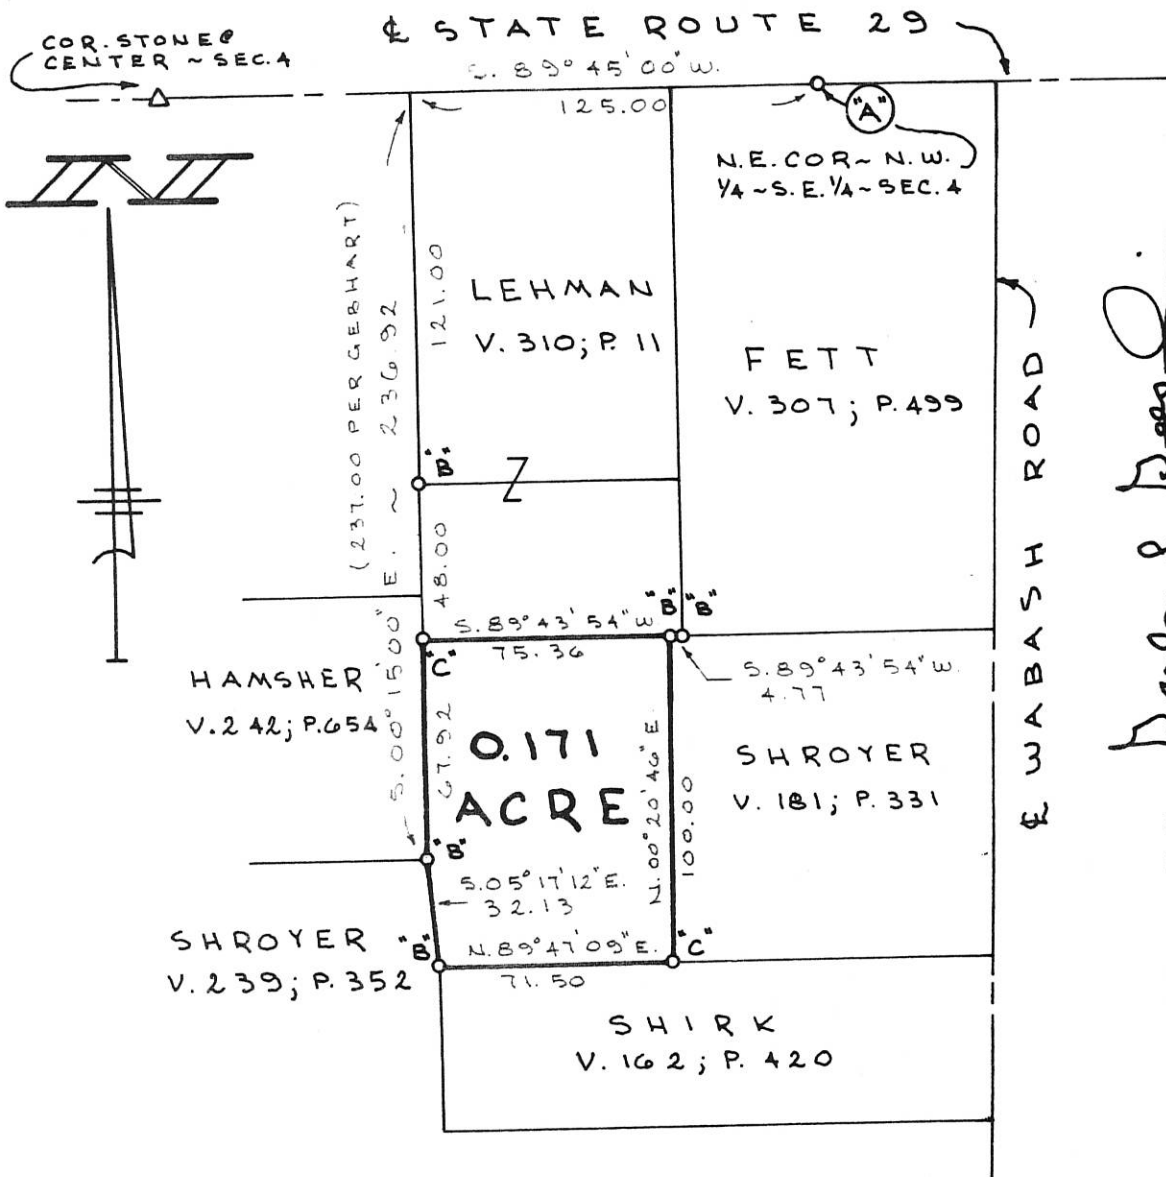 ℄ STATE ROUTE 29
COR. STONE @
CENTER ~ SEC. 4
S. 89° 45' 00" W.
125.00
"A"
N.E. COR ~ N.W.
1/4 ~ S.E. 1/4 ~ SEC. 4
N
(237.00 PER GEBHART)
S. 00° 15' 00" E. ~ 236.92
121.00
LEHMAN
V. 310; P. 11
FETT
V. 307; P. 499
℄ WABASH ROAD
"B"
Z
48.00
"B" "B"
S. 89° 43' 54" W
75.36
"C"
S. 89° 43' 54" W.
4.77
HAMSHER
V. 242; P. 654
67.92
0.171
ACRE
N. 00° 20' 46" E
100.00
SHROYER
V. 181; P. 331
"B"
S. 05° 17' 12" E.
32.13
SHROYER
V. 239; P. 352
"B"
N. 89° 47' 09" E.
71.50
"C"
SHIRK
V. 162; P. 420